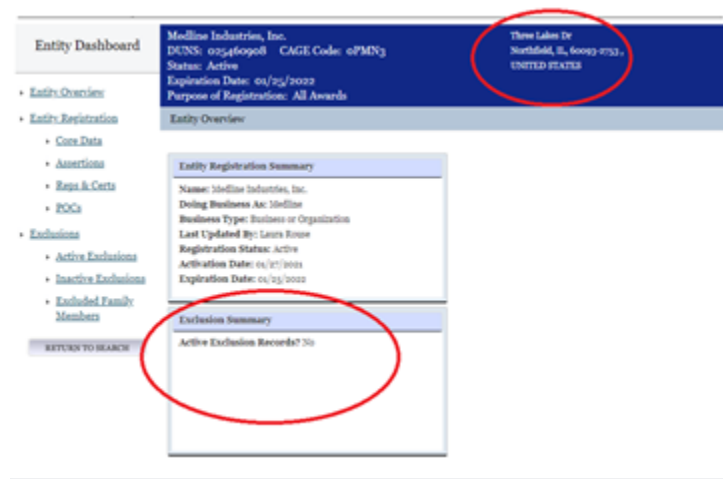 Entity Dashboard
Entity Overview
Entity Registration
Core Data
Assertions
Reps & Certs
POCs
Exclusions
Active Exclusions
Inactive Exclusions
Excluded Family
Members
RETURN TO SEARCH
Medline Industries, Inc.
DUNS: 025460908 CAGE Code: 0PMN3
Status: Active
Expiration Date: 01/25/2022
Purpose of Registration: All Awards
Three Lakes Dr
Northfield, IL, 60093-2753 ,
UNITED STATES
Entity Overview
Entity Registration Summary
Name: Medline Industries, Inc.
Doing Business As: Medline
Business Type: Business or Organization
Last Updated By: Laura Rouse
Registration Status: Active
Activation Date: 01/27/2021
Expiration Date: 01/25/2022
Exclusion Summary
Active Exclusion Records? No